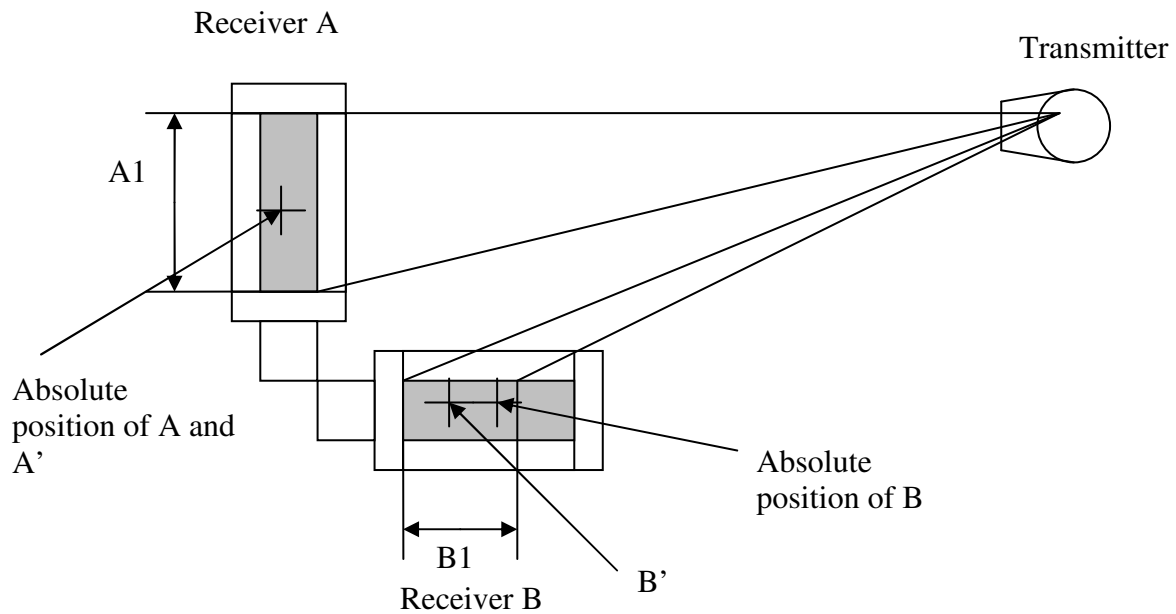 Receiver A
Transmitter
A1
Absolute
position of A and
A’
Absolute
position of B
B1
B’
Receiver B